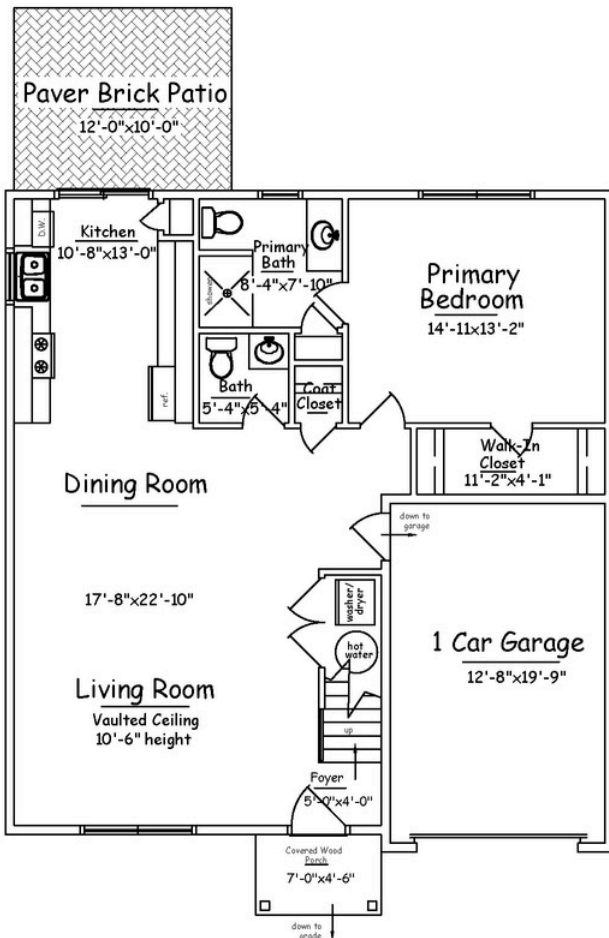 Paver Brick Patio
12'-0"x10'-0"
D.W.
Kitchen
10'-8"x13'-0"
Primary
Bath
8'-4"x7'-10"
shower
Primary
Bedroom
14'-11x13'-2"
Bath
5'-4"x5'-4"
Coat
Closet
ref.
Walk-In
Closet
11'-2"x4'-1"
Dining Room
down to
garage
17'-8"x22'-10"
washer/
dryer
hot
water
1 Car Garage
12'-8"x19'-9"
Living Room
Vaulted Ceiling
10'-6" height
up
Foyer
5'-0"x4'-0"
Covered Wood
Porch
7'-0"x4'-6"
down to
grade